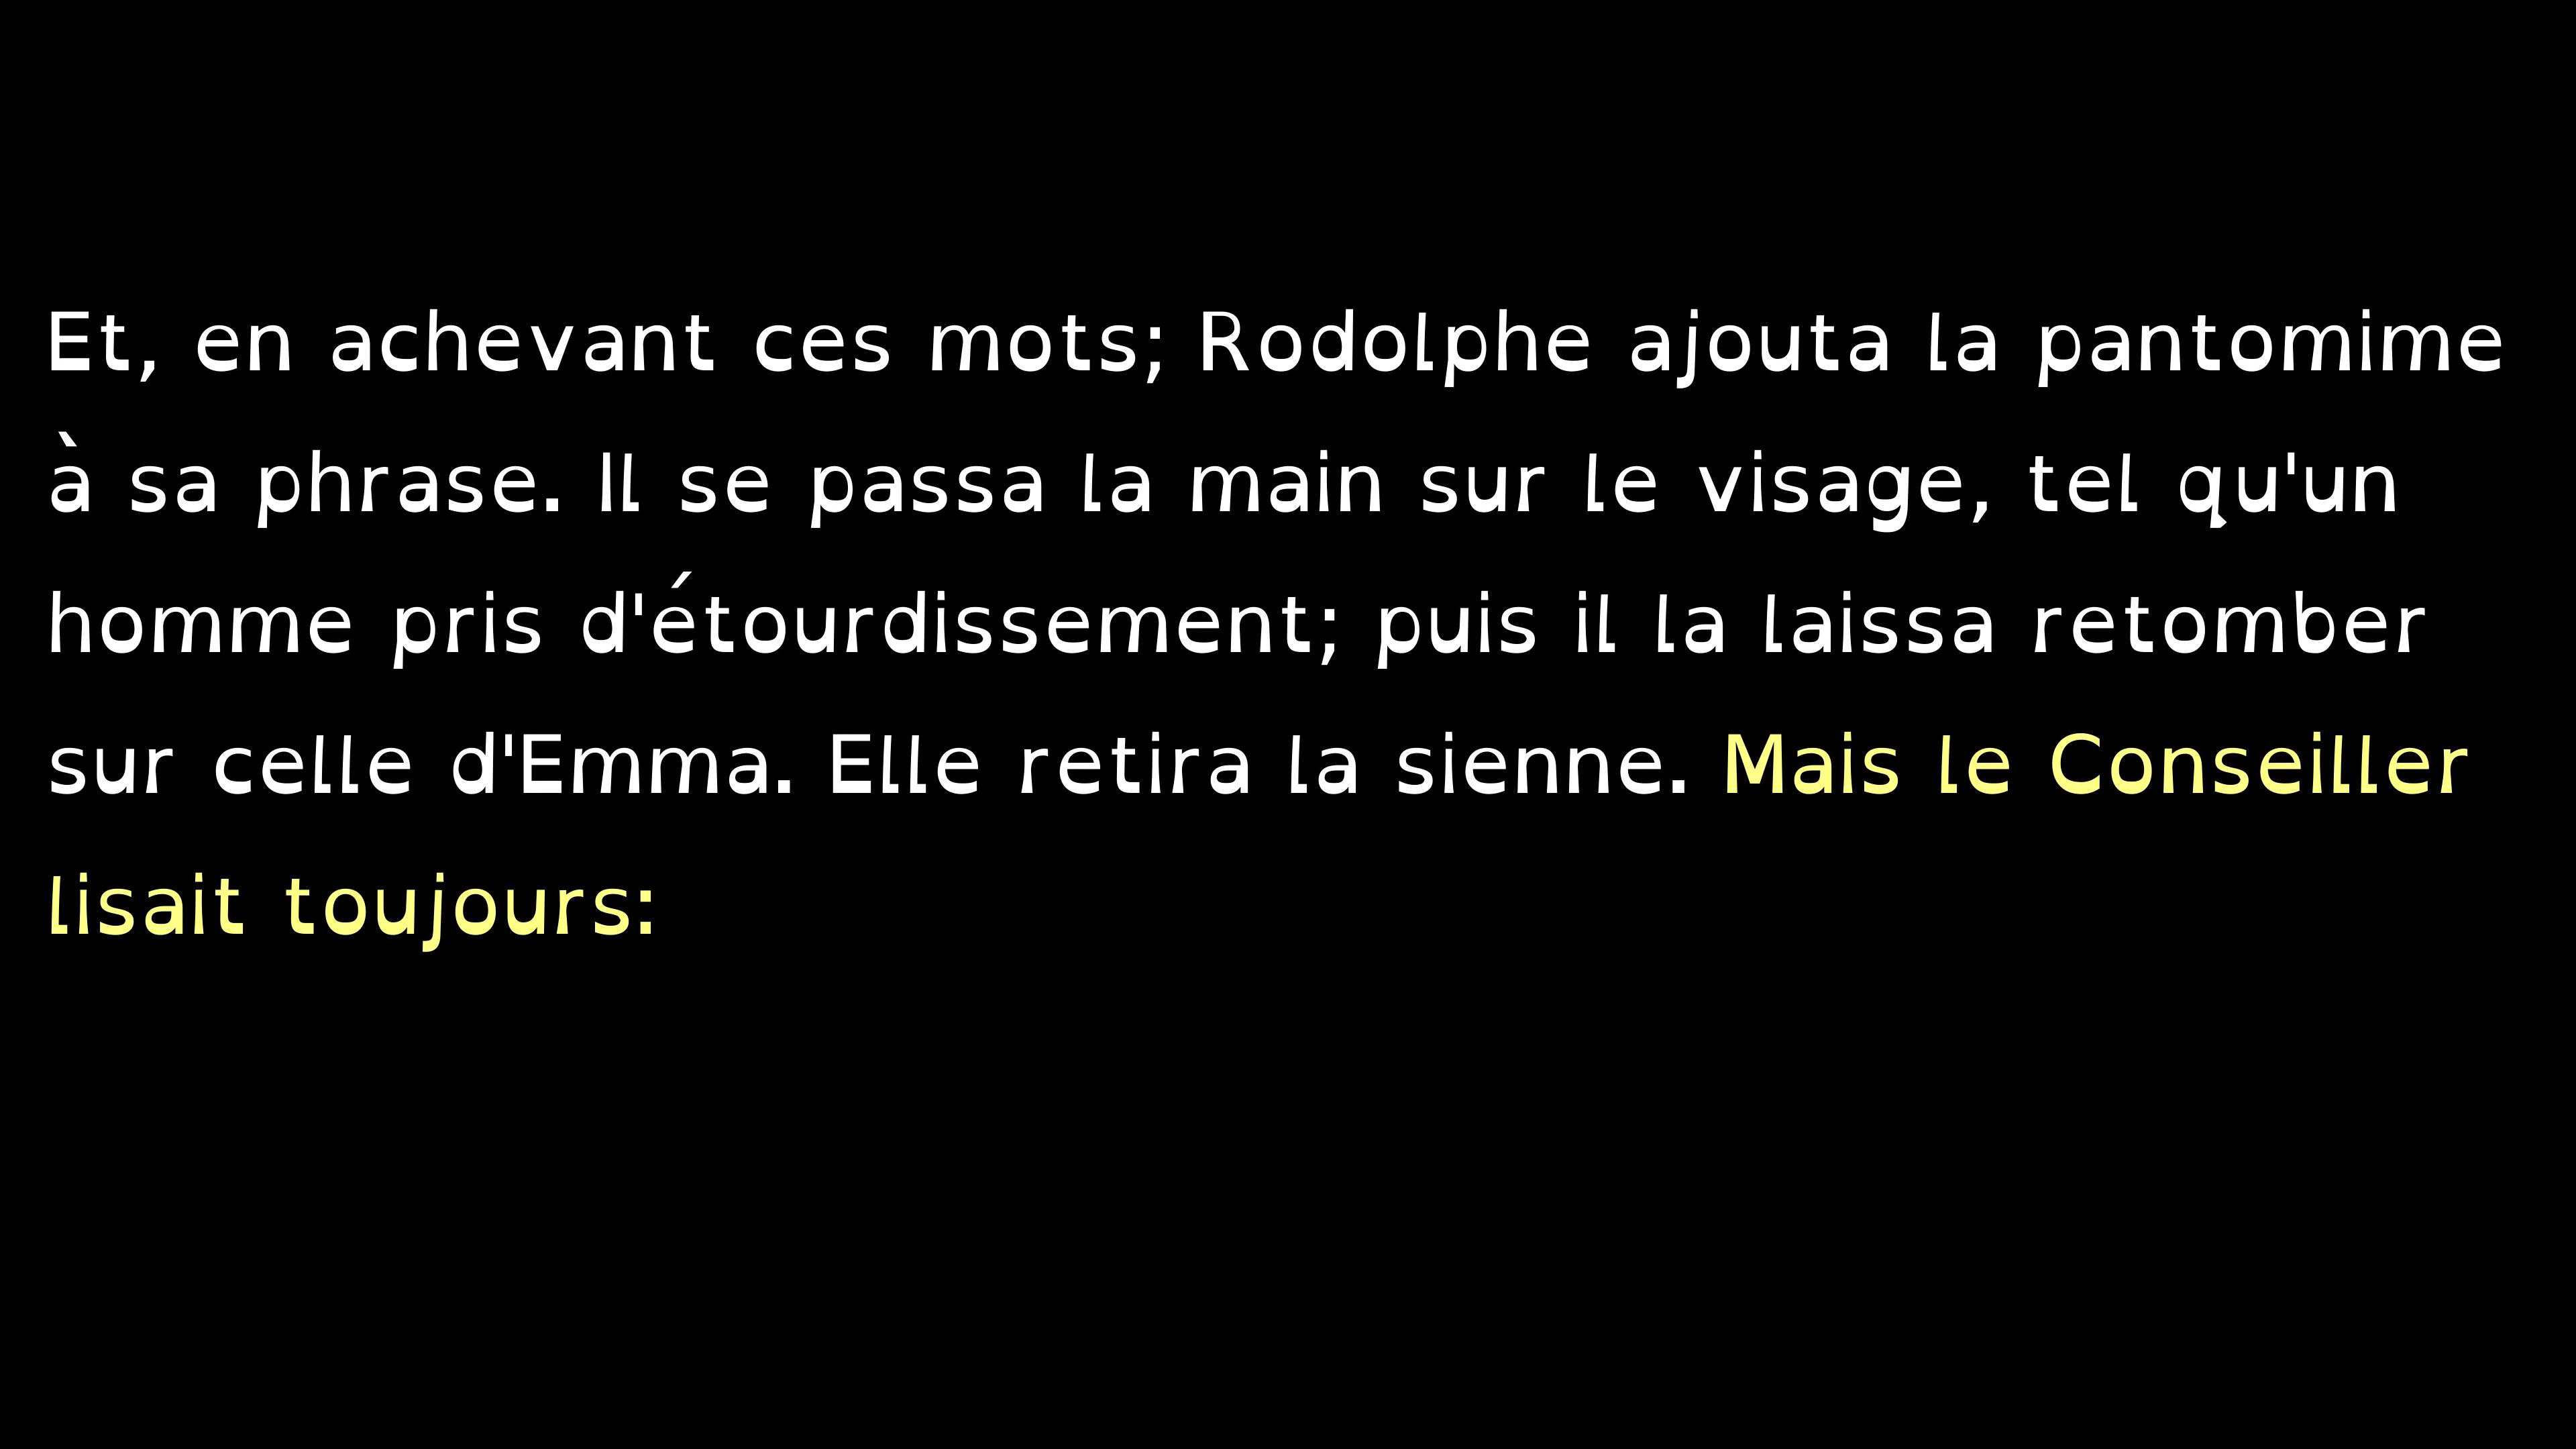 Et, en achevant ces mots; Rodolphe ajouta la pantomime
à sa phrase. Il se passa la main sur le visage, tel qu'un
homme pris d'étourdissement; puis il la laissa retomber
sur celle d'Emma. Elle retira la sienne. Mais le Conseiller
lisait toujours: